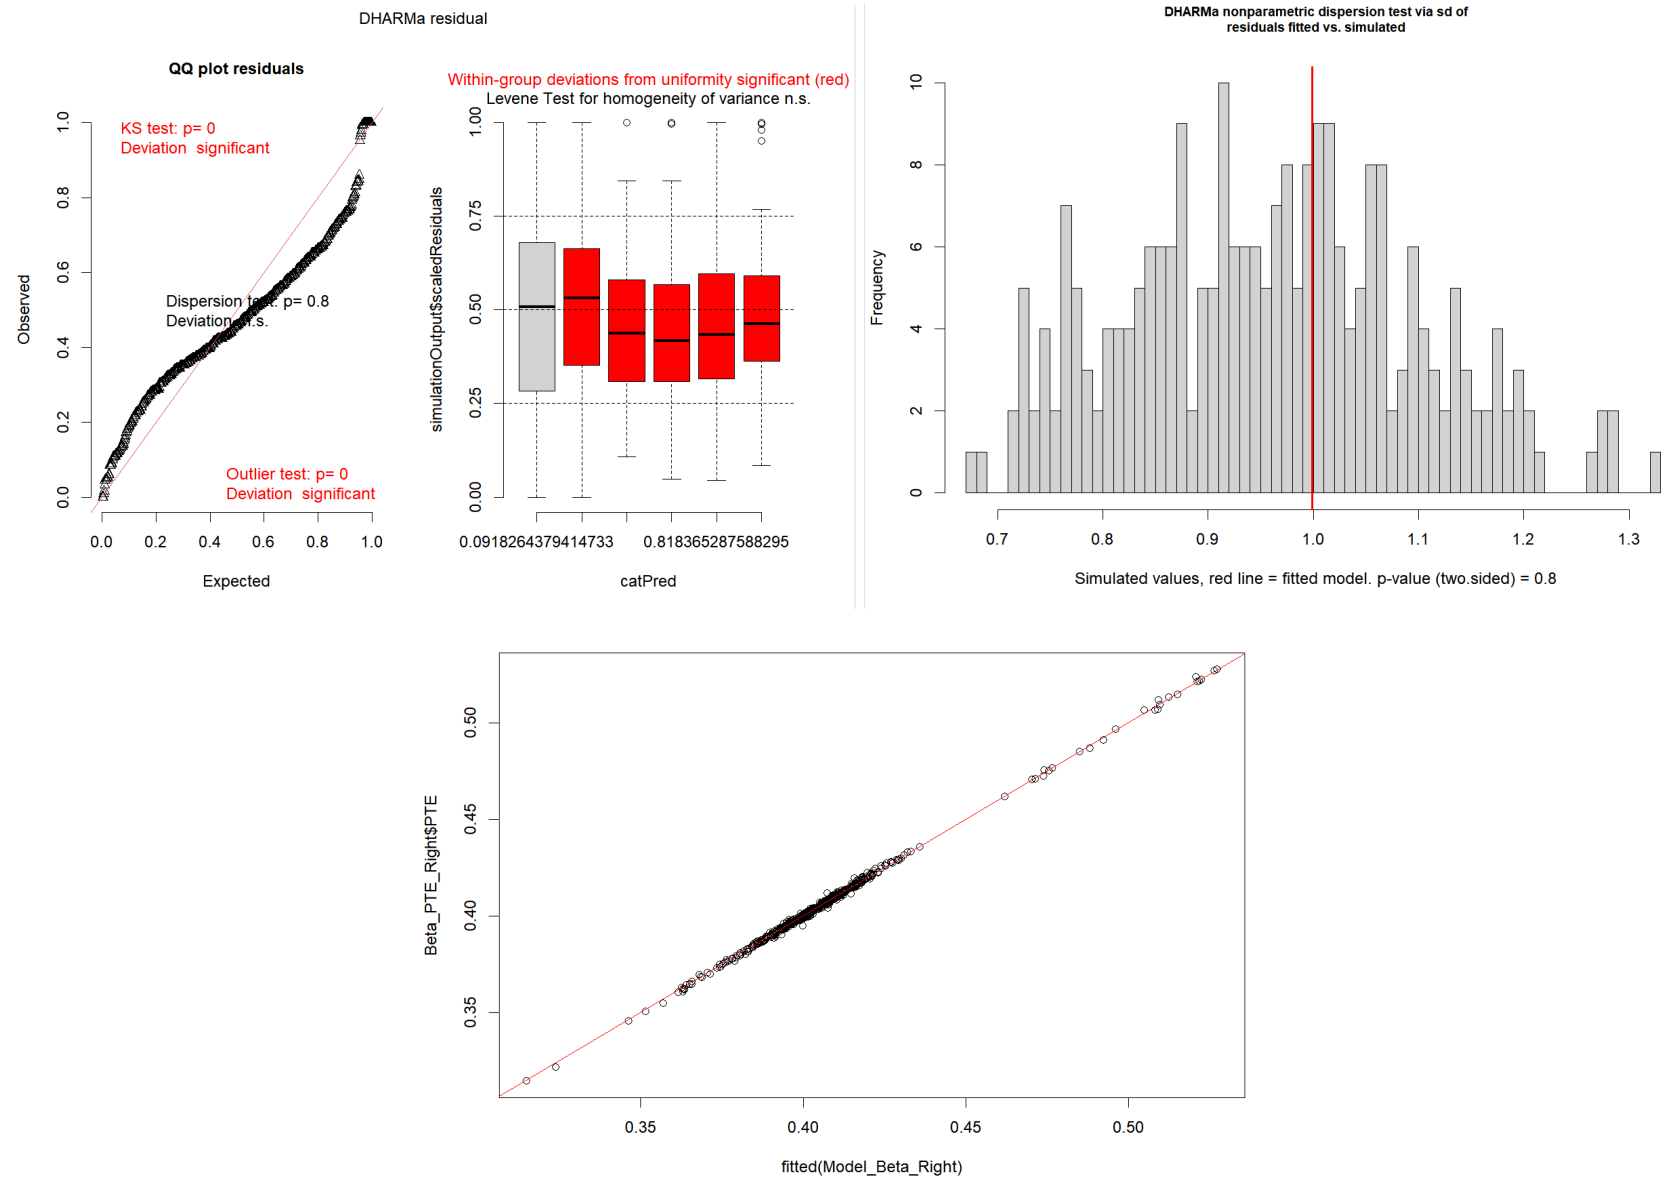 DHARMa residual
QQ plot residuals
KS test: p= 0
Deviation significant
Dispersion test: p= 0.8
Deviation n.s.
Outlier test: p= 0
Deviation significant
Observed
0.0 0.2 0.4 0.6 0.8 1.0
0.0 0.2 0.4 0.6 0.8 1.0
Expected
Within-group deviations from uniformity significant (red)
Levene Test for homogeneity of variance n.s.
simulationOutput$scaledResiduals
0.00 0.25 0.50 0.75 1.00
0.09182643794147330.818365287588295
catPred
DHARMa nonparametric dispersion test via sd of
residuals fitted vs. simulated
Frequency
0 2 4 6 8 10
0.7 0.8 0.9 1.0 1.1 1.2 1.3
Simulated values, red line = fitted model. p-value (two.sided) = 0.8
Beta_PTE_Right$PTE
0.35 0.40 0.45 0.50
0.35 0.40 0.45 0.50
fitted(Model_Beta_Right)